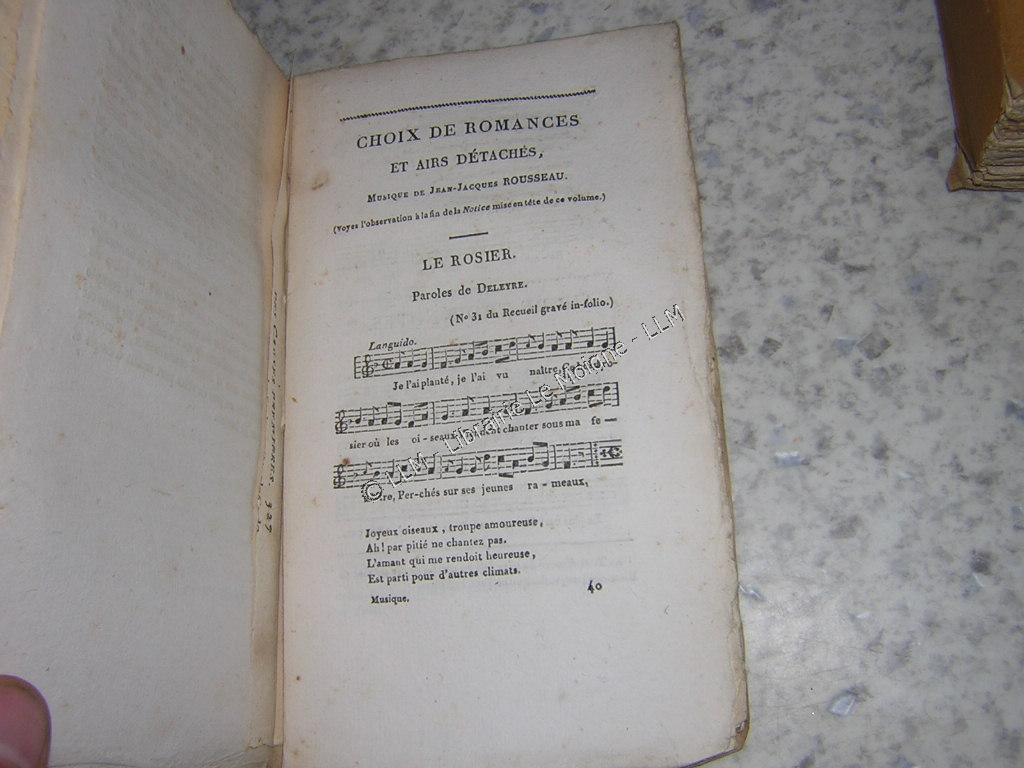 CHOIX DE ROMANCES
ET AIRS DÉTACHÉS,
MUSIQUE DE JEAN-JACQUES ROUSSEAU.
(Voyez l'observation à la fin de la Notice mise en tête de ce volume.)
LE ROSIER.
Paroles de DELEYRE.
(No 31 du Recueil gravé in-folio.)
Languido.
Je l'ai planté, je l'ai vu naître,
sier où les oi-seaux chanter sous ma fe-
Per-chés sur ses jeunes ra-meaux,
Joyeux oiseaux, troupe amoureuse,
Ah! par pitié ne chantez pas.
L'amant qui me rendoit heureuse,
Est parti pour d'autres climats.
Musique. 40
© LLM - Librairie Le Moigne - LLM